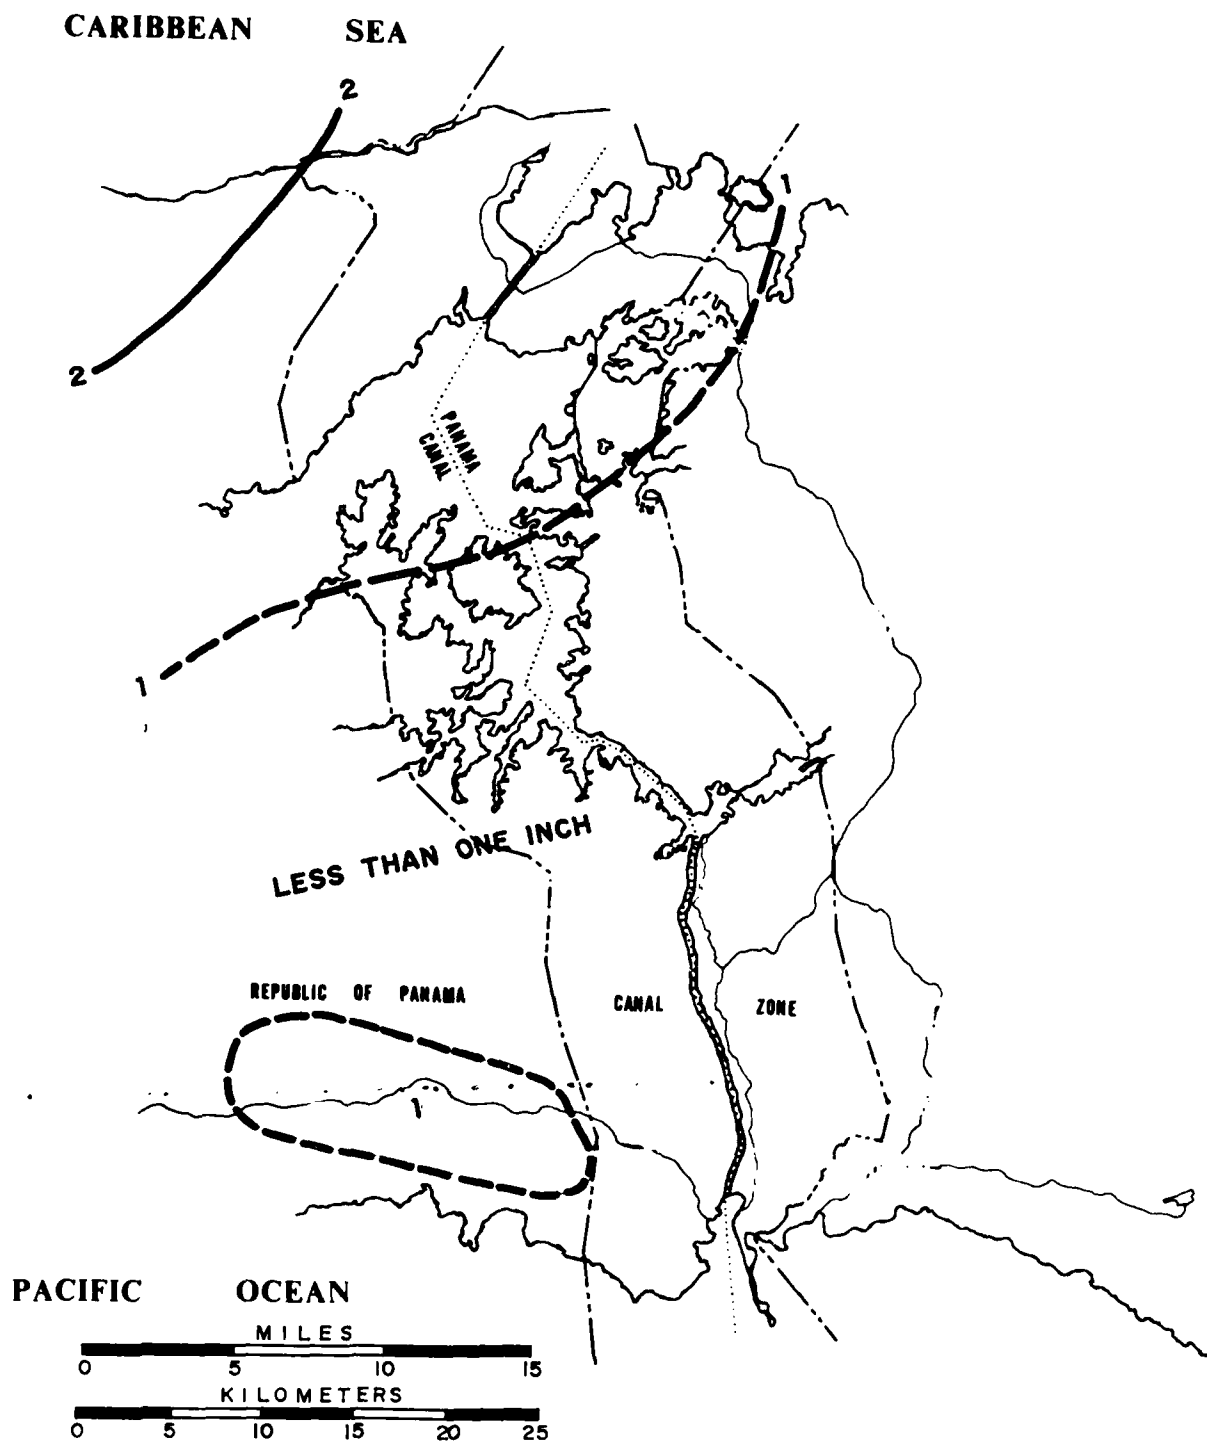 CARIBBEAN SEA
2
1
2
PANAMA
CANAL
1
LESS THAN ONE INCH
REPUBLIC OF PANAMA
CANAL ZONE
1
PACIFIC OCEAN
MILES
0 5 10 15
KILOMETERS
0 5 10 15 20 25